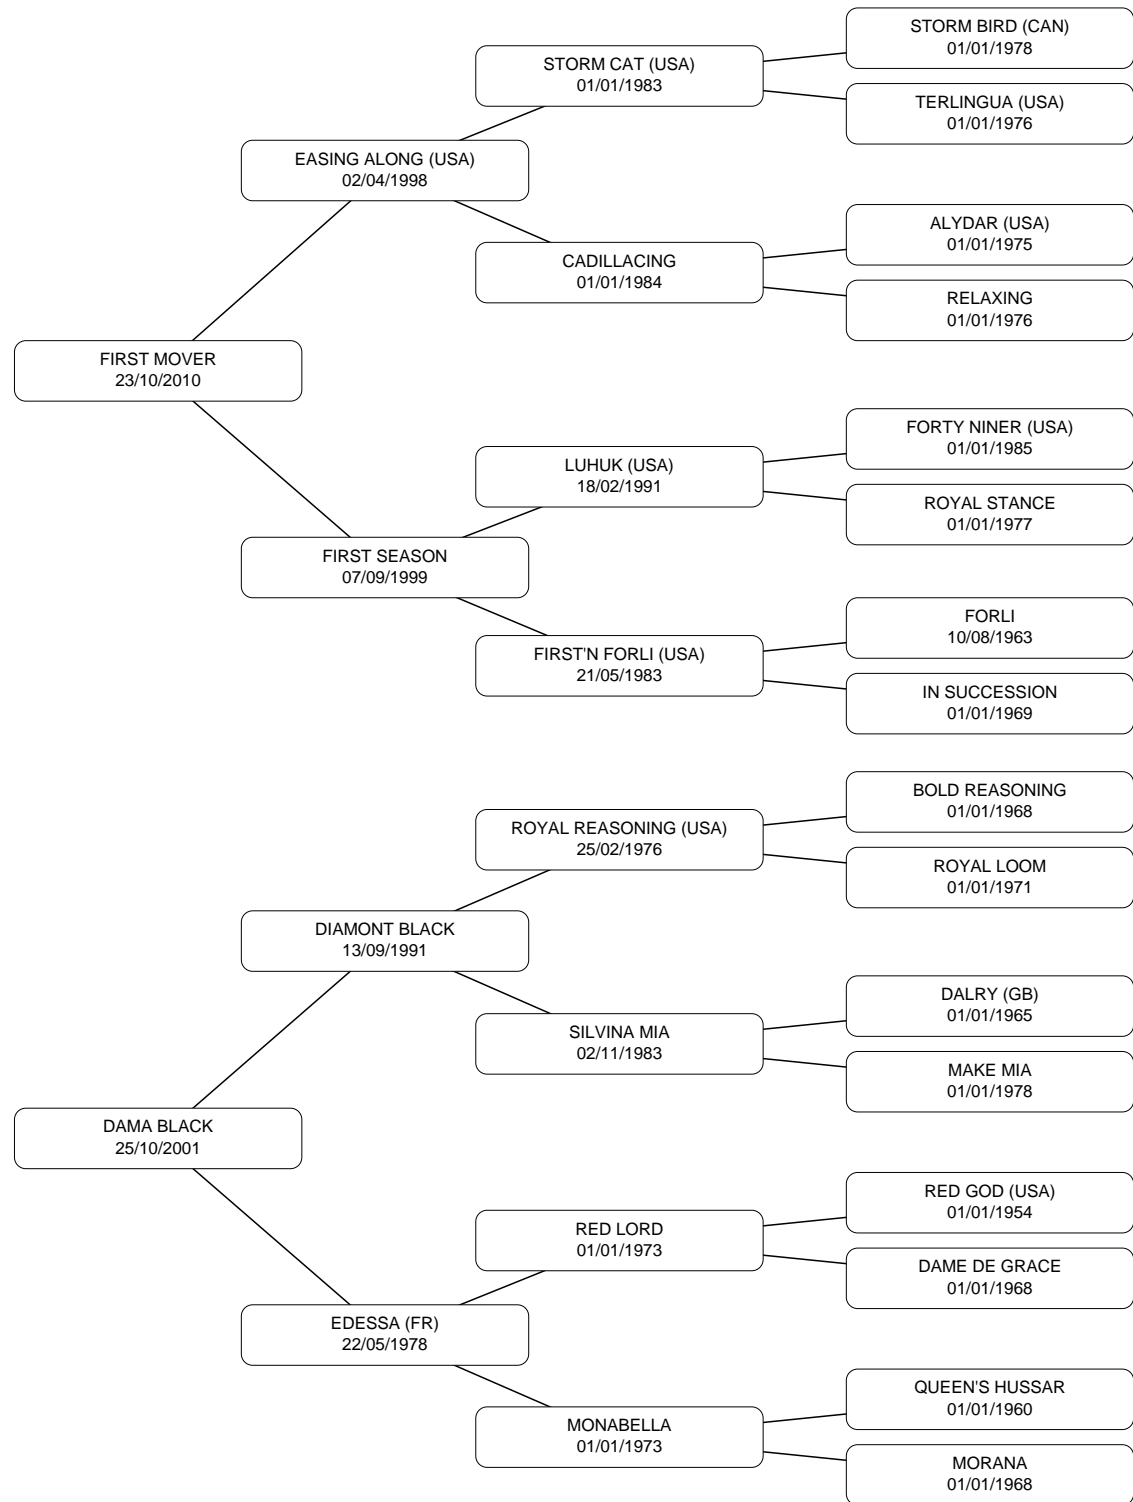 STORM BIRD (CAN)
01/01/1978
STORM CAT (USA)
01/01/1983
TERLINGUA (USA)
01/01/1976
EASING ALONG (USA)
02/04/1998
ALYDAR (USA)
01/01/1975
CADILLACING
01/01/1984
RELAXING
01/01/1976
FIRST MOVER
23/10/2010
FORTY NINER (USA)
01/01/1985
LUHUK (USA)
18/02/1991
ROYAL STANCE
01/01/1977
FIRST SEASON
07/09/1999
FORLI
10/08/1963
FIRST'N FORLI (USA)
21/05/1983
IN SUCCESSION
01/01/1969
BOLD REASONING
01/01/1968
ROYAL REASONING (USA)
25/02/1976
ROYAL LOOM
01/01/1971
DIAMONT BLACK
13/09/1991
DALRY (GB)
01/01/1965
SILVINA MIA
02/11/1983
MAKE MIA
01/01/1978
DAMA BLACK
25/10/2001
RED GOD (USA)
01/01/1954
RED LORD
01/01/1973
DAME DE GRACE
01/01/1968
EDESSA (FR)
22/05/1978
QUEEN'S HUSSAR
01/01/1960
MONABELLA
01/01/1973
MORANA
01/01/1968